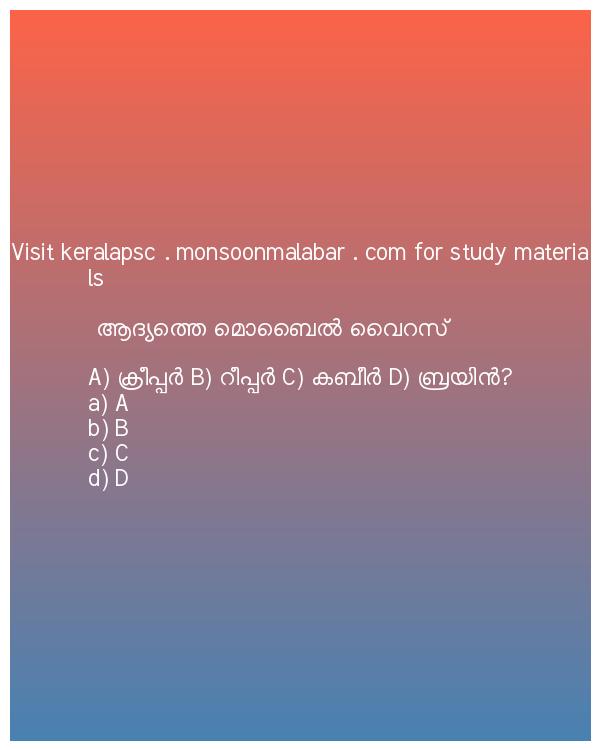 Visit keralapsc . monsoonmalabar . com for study materia
ls
ആദ്യത്തെ മൊബൈൽ വൈറസ്
A) ക്രീപ്പർ B) റീപ്പർ C) കബീർ D) ബ്രയിൻ?
a) A
b) B
c) C
d) D